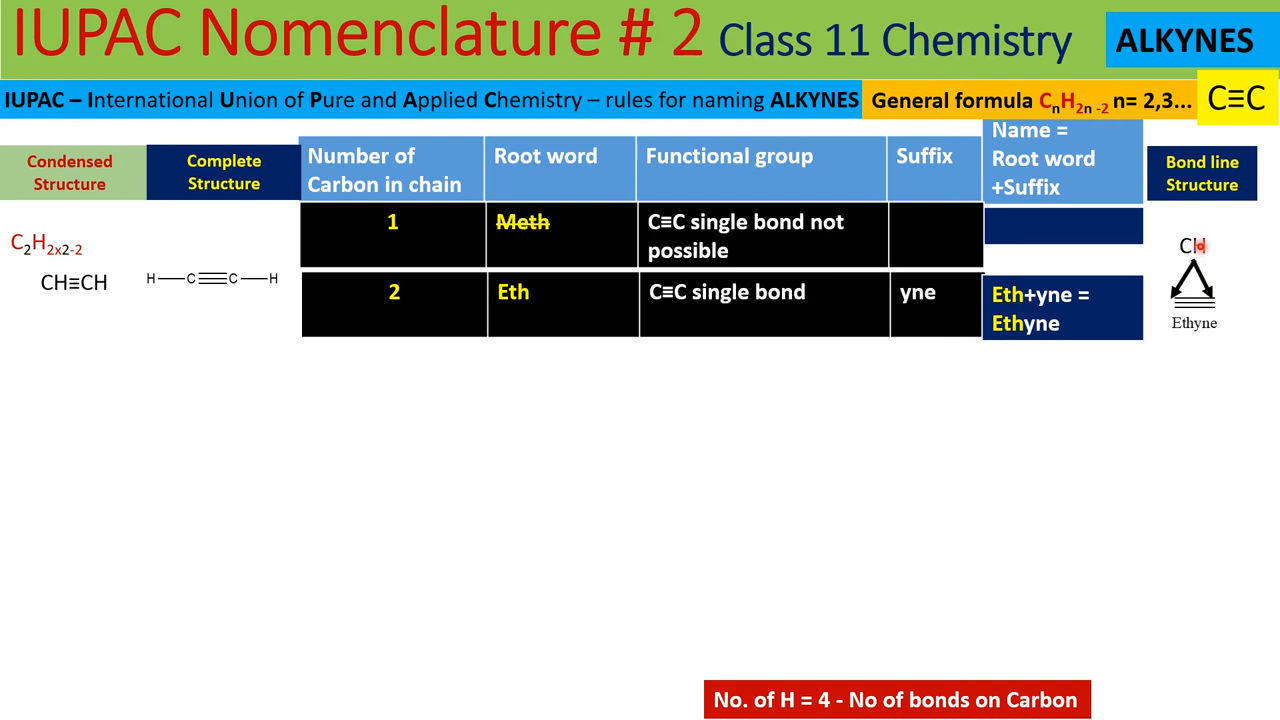 IUPAC Nomenclature # 2 Class 11 Chemistry
ALKYNES
IUPAC – International Union of Pure and Applied Chemistry – rules for naming ALKYNES
General formula CnH2n -2 n= 2,3...
C≡C
Condensed
Structure
Complete
Structure
Number of
Carbon in chain
Root word
Functional group
Suffix
Name =
Root word
+Suffix
Bond line
Structure
1
Meth
C≡C single bond not
possible
C2H2x2-2
CH≡CH
H—C≡C—H
2
Eth
C≡C single bond
yne
Eth+yne =
Ethyne
CH
Ethyne
No. of H = 4 - No of bonds on Carbon